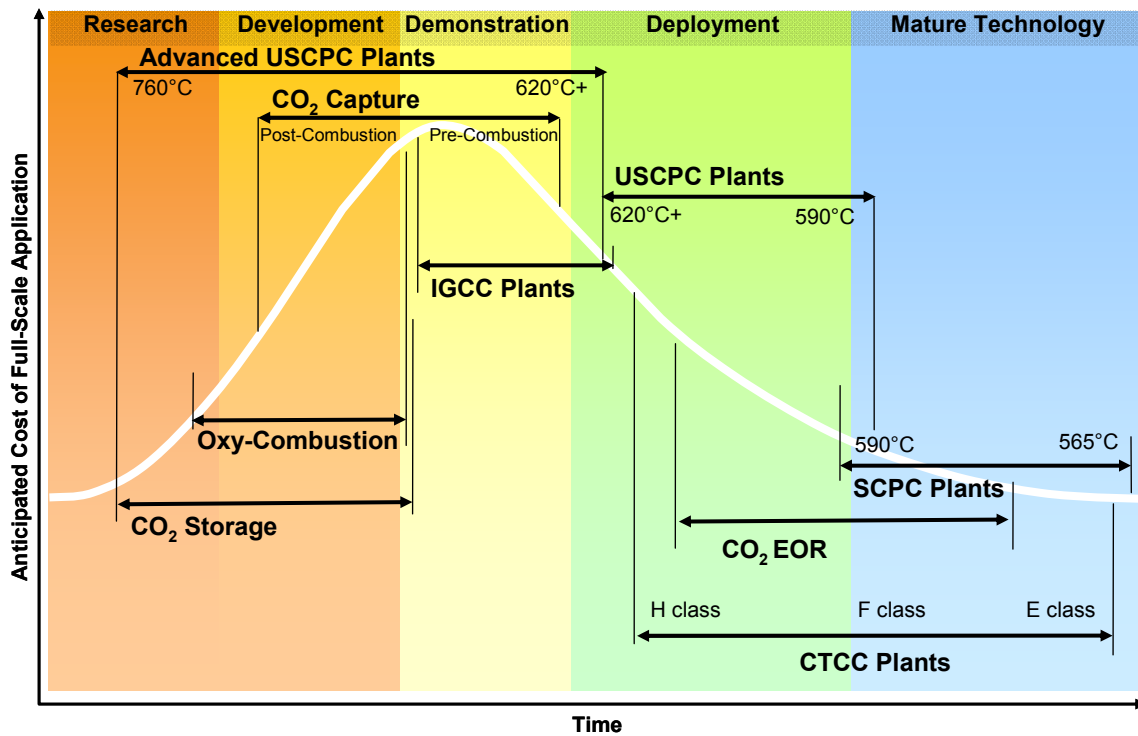 Research Development Demonstration Deployment Mature Technology
Advanced USCPC Plants
760°C 620°C+
CO₂ Capture
Post-Combustion Pre-Combustion
USCPC Plants
620°C+ 590°C
IGCC Plants
Oxy-Combustion
590°C 565°C
SCPC Plants
CO₂ Storage
CO₂ EOR
H class F class E class
CTCC Plants
Anticipated Cost of Full-Scale Application
Time